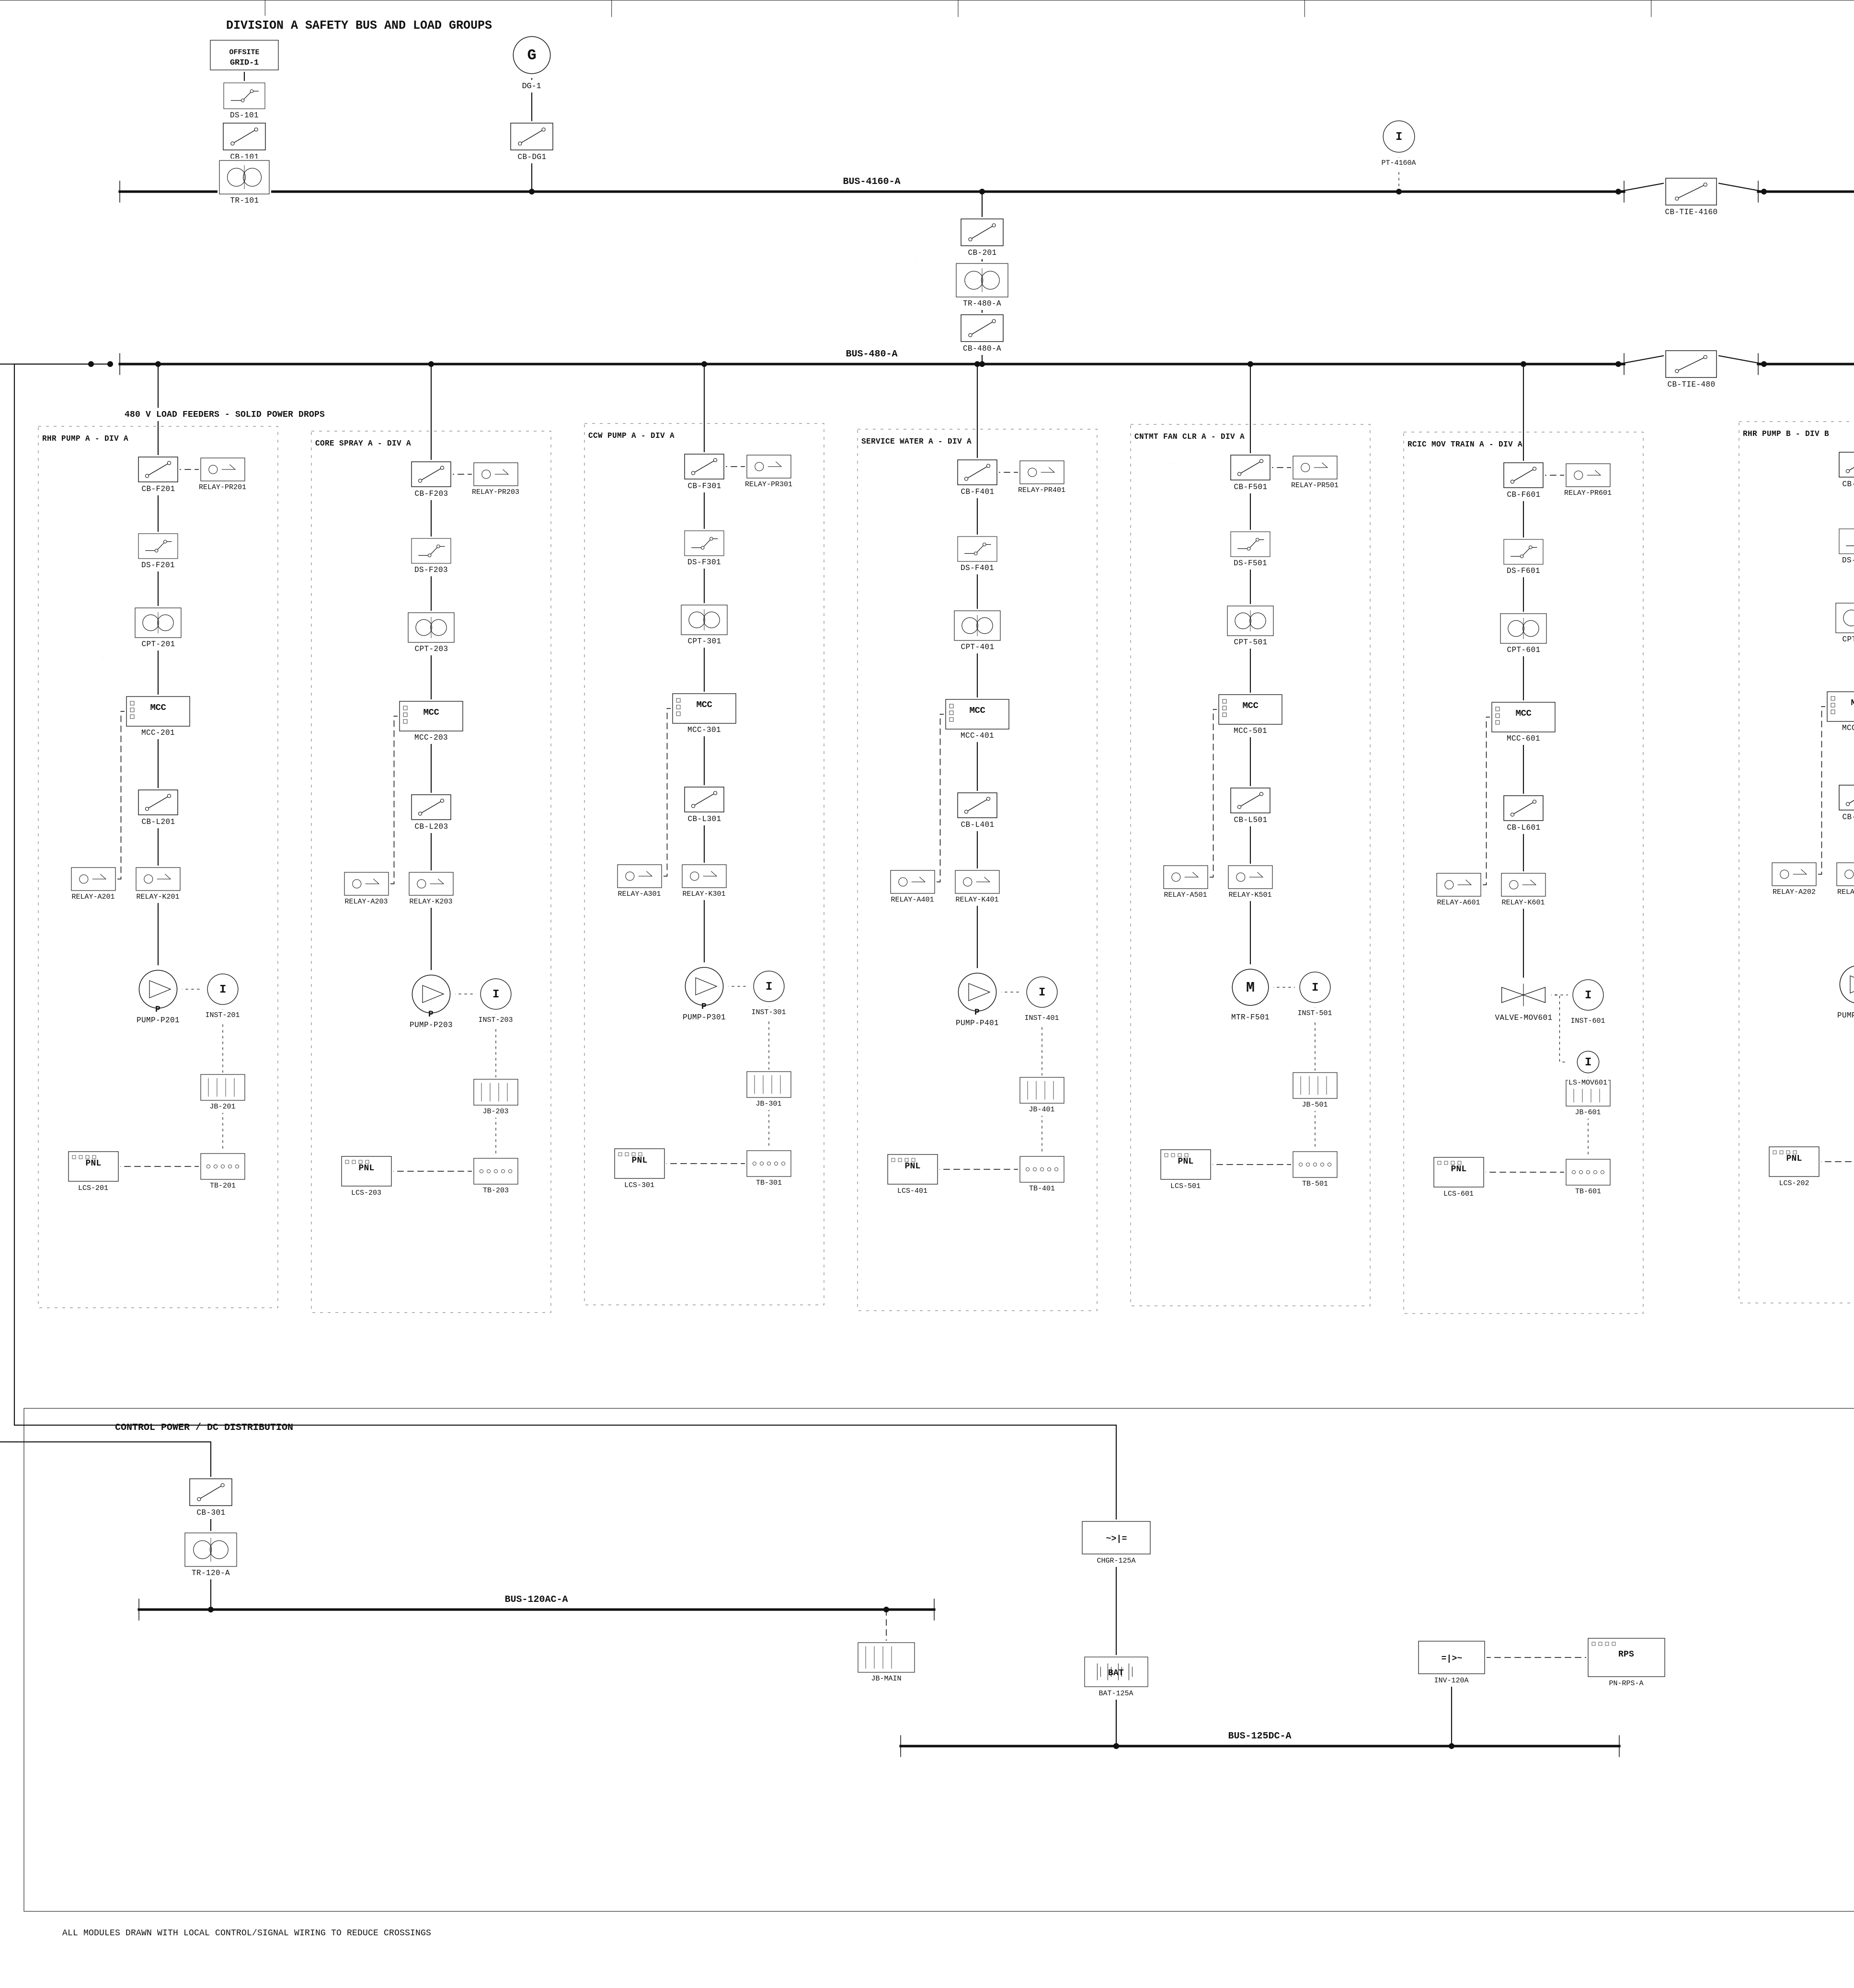 DIVISION A SAFETY BUS AND LOAD GROUPS
OFFSITE
GRID-1
G
DS-101
DG-1
CB-101
CB-DG1
TR-101
I
PT-4160A
BUS-4160-A
CB-TIE-4160
CB-201
TR-480-A
CB-480-A
BUS-480-A
CB-TIE-480
480 V LOAD FEEDERS - SOLID POWER DROPS
RHR PUMP A - DIV A
CB-F201
RELAY-PR201
DS-F201
CPT-201
MCC
MCC-201
CB-L201
RELAY-A201
RELAY-K201
P
PUMP-P201
I
INST-201
JB-201
PNL
LCS-201
TB-201
CORE SPRAY A - DIV A
CB-F203
RELAY-PR203
DS-F203
CPT-203
MCC
MCC-203
CB-L203
RELAY-A203
RELAY-K203
P
PUMP-P203
I
INST-203
JB-203
PNL
LCS-203
TB-203
CCW PUMP A - DIV A
CB-F301
RELAY-PR301
DS-F301
CPT-301
MCC
MCC-301
CB-L301
RELAY-A301
RELAY-K301
P
PUMP-P301
I
INST-301
JB-301
PNL
LCS-301
TB-301
SERVICE WATER A - DIV A
CB-F401
RELAY-PR401
DS-F401
CPT-401
MCC
MCC-401
CB-L401
RELAY-A401
RELAY-K401
P
PUMP-P401
I
INST-401
JB-401
PNL
LCS-401
TB-401
CNTMT FAN CLR A - DIV A
CB-F501
RELAY-PR501
DS-F501
CPT-501
MCC
MCC-501
CB-L501
RELAY-A501
RELAY-K501
M
MTR-F501
I
INST-501
JB-501
PNL
LCS-501
TB-501
RCIC MOV TRAIN A - DIV A
CB-F601
RELAY-PR601
DS-F601
CPT-601
MCC
MCC-601
CB-L601
RELAY-A601
RELAY-K601
VALVE-MOV601
I
INST-601
I
LS-MOV601
JB-601
PNL
LCS-601
TB-601
RHR PUMP B - DIV B
CB-
DS-
CPT
M
MCC
CB-
RELAY-A202
RELA
PUMP
PNL
LCS-202
CONTROL POWER / DC DISTRIBUTION
CB-301
TR-120-A
BUS-120AC-A
JB-MAIN
~>|=
CHGR-125A
BAT
BAT-125A
=|>~
INV-120A
RPS
PN-RPS-A
BUS-125DC-A
ALL MODULES DRAWN WITH LOCAL CONTROL/SIGNAL WIRING TO REDUCE CROSSINGS